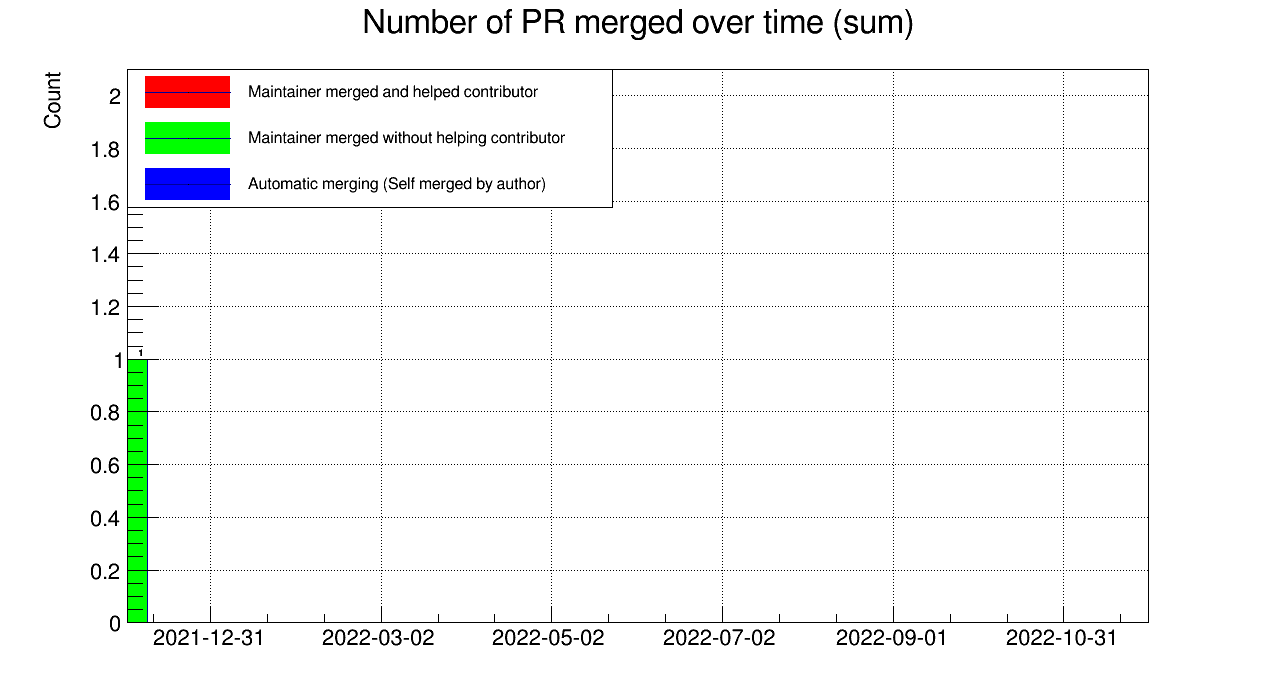 Number of PR merged over time (sum)
Count
Maintainer merged and helped contributor
Maintainer merged without helping contributor
Automatic merging (Self merged by author)
2
1.8
1.6
1.4
1.2
1
1
0.8
0.6
0.4
0.2
0
2021-12-31 2022-03-02 2022-05-02 2022-07-02 2022-09-01 2022-10-31